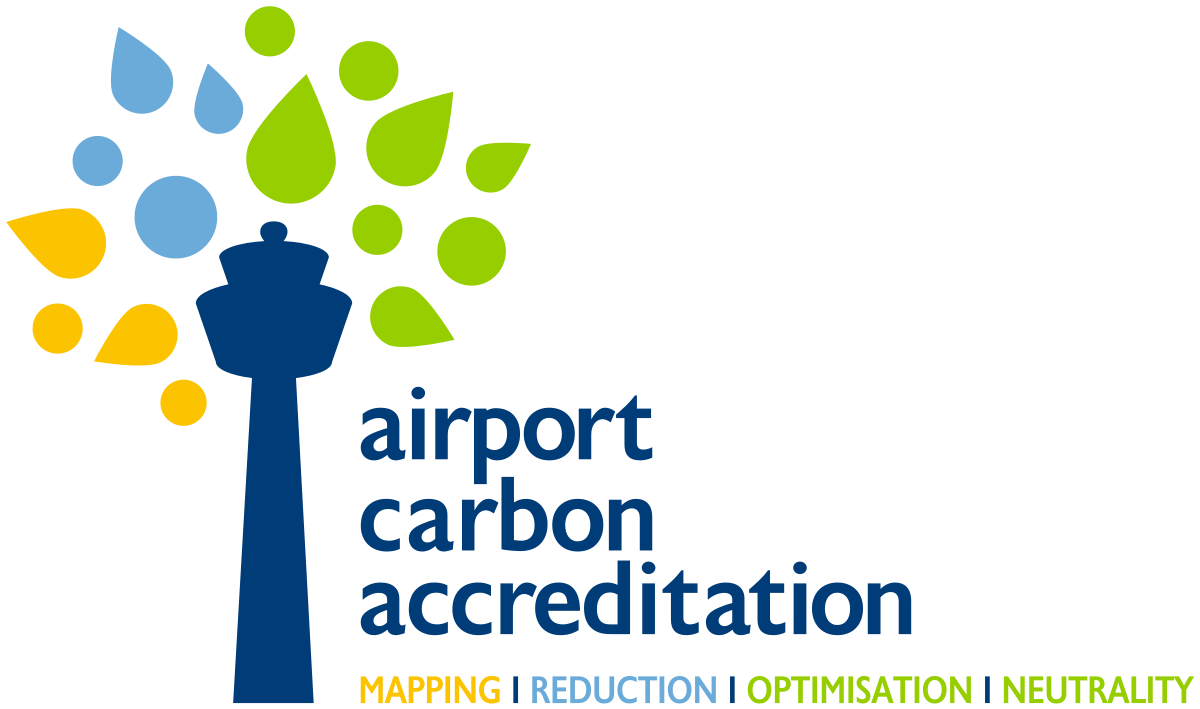 airport
carbon
accreditation
MAPPING | REDUCTION | OPTIMISATION | NEUTRALITY